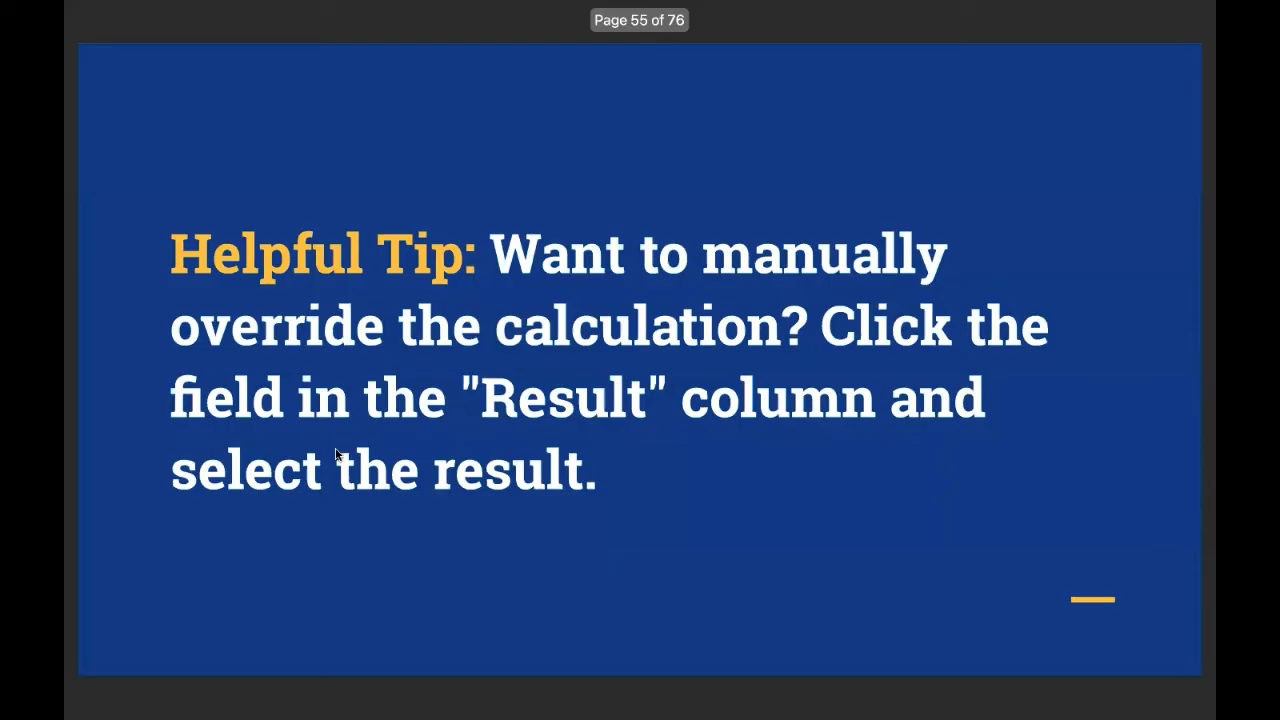 Page 55 of 76
Helpful Tip: Want to manually
override the calculation? Click the
field in the "Result" column and
select the result.